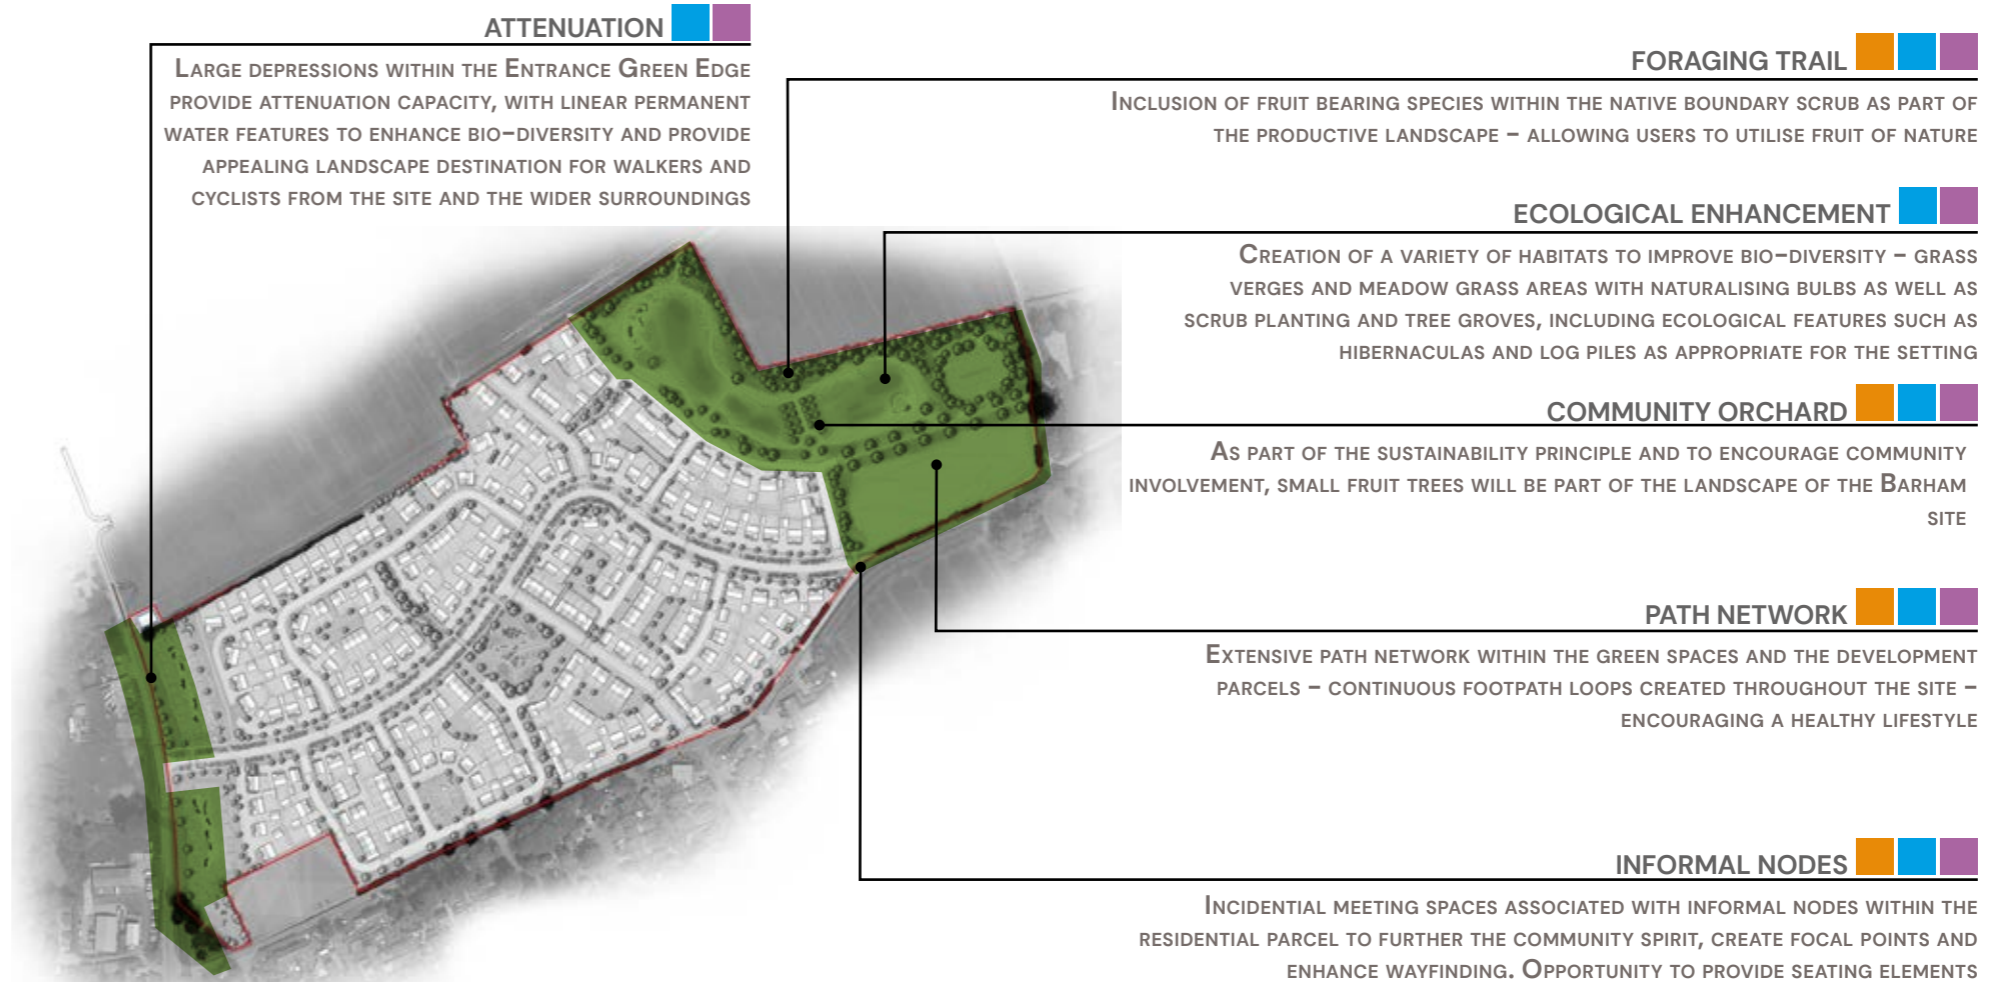 ATTENUATION
Large depressions within the Entrance Green Edge
provide attenuation capacity, with linear permanent
water features to enhance bio-diversity and provide
appealing landscape destination for walkers and
cyclists from the site and the wider surroundings
FORAGING TRAIL
Inclusion of fruit bearing species within the native boundary scrub as part of
the productive landscape – allowing users to utilise fruit of nature
ECOLOGICAL ENHANCEMENT
Creation of a variety of habitats to improve bio-diversity – grass
verges and meadow grass areas with naturalising bulbs as well as
scrub planting and tree groves, including ecological features such as
hibernaculas and log piles as appropriate for the setting
COMMUNITY ORCHARD
As part of the sustainability principle and to encourage community
involvement, small fruit trees will be part of the landscape of the Barham
site
PATH NETWORK
Extensive path network within the green spaces and the development
parcels – continuous footpath loops created throughout the site –
encouraging a healthy lifestyle
INFORMAL NODES
Incidential meeting spaces associated with informal nodes within the
residential parcel to further the community spirit, create focal points and
enhance wayfinding. Opportunity to provide seating elements